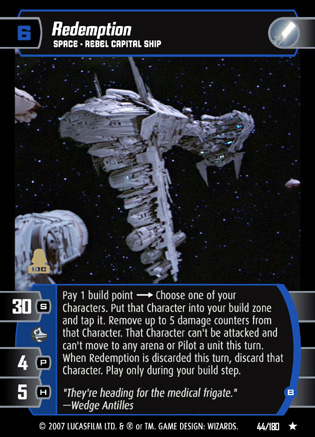 6
Redemption
SPACE - REBEL CAPITAL SHIP
30 S
4 P
5 H
Pay 1 build point → Choose one of your
Characters. Put that Character into your build zone
and tap it. Remove up to 5 damage counters from
that Character. That Character can't be attacked and
can't move to any arena or Pilot a unit this turn.
When Redemption is discarded this turn, discard that
Character. Play only during your build step.
"They're heading for the medical frigate."
—Wedge Antilles
B
© 2007 LUCASFILM LTD. & ® or TM. GAME DESIGN: WIZARDS.
44/180 ★